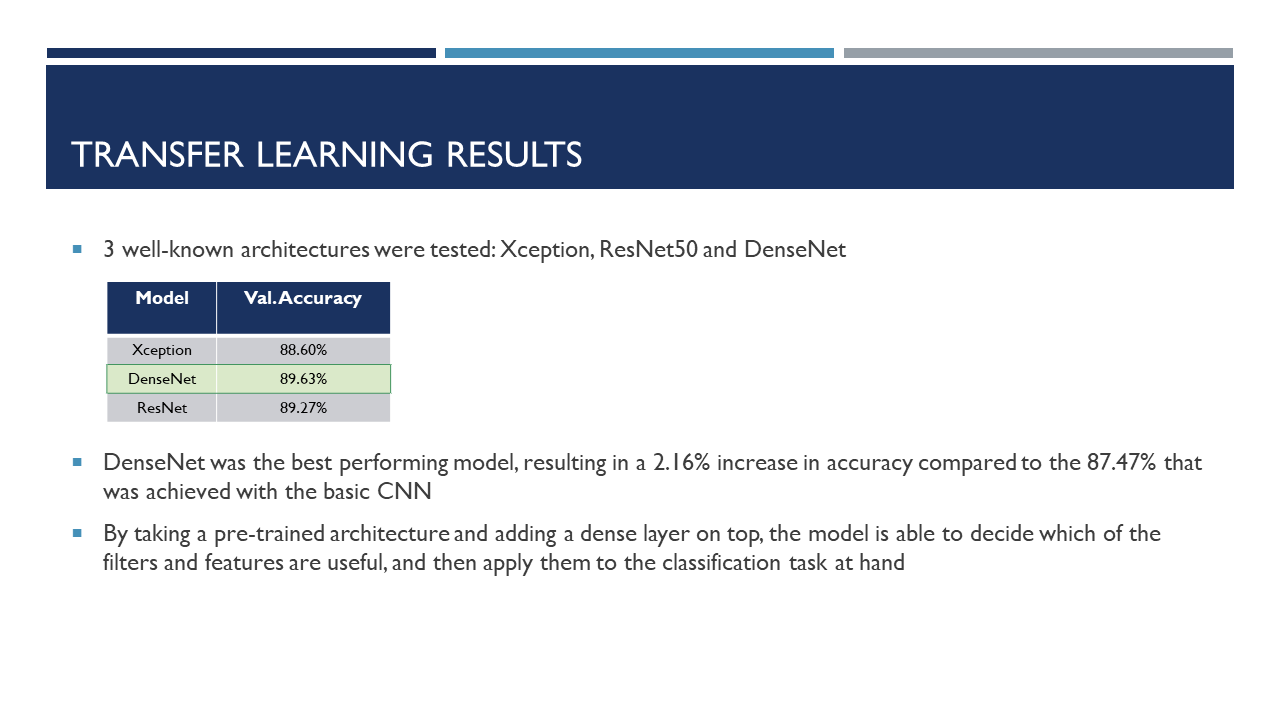 TRANSFER LEARNING RESULTS
3 well-known architectures were tested: Xception, ResNet50 and DenseNet
Model Val. Accuracy
Xception 88.60%
DenseNet 89.63%
ResNet 89.27%
DenseNet was the best performing model, resulting in a 2.16% increase in accuracy compared to the 87.47% that
was achieved with the basic CNN
By taking a pre-trained architecture and adding a dense layer on top, the model is able to decide which of the
filters and features are useful, and then apply them to the classification task at hand